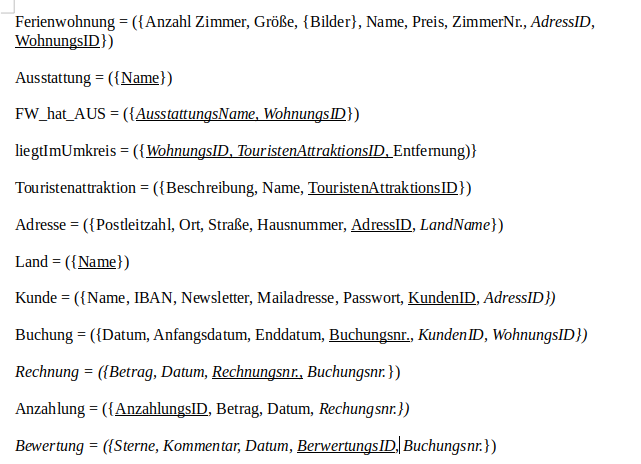 Ferienwohnung = ({Anzahl Zimmer, Größe, {Bilder}, Name, Preis, ZimmerNr., AdressID,
WohnungsID})
Ausstattung = ({Name})
FW_hat_AUS = ({AusstattungsName, WohnungsID})
liegtImUmkreis = ({WohnungsID, TouristenAttraktionsID, Entfernung)}
Touristenattraktion = ({Beschreibung, Name, TouristenAttraktionsID})
Adresse = ({Postleitzahl, Ort, Straße, Hausnummer, AdressID, LandName})
Land = ({Name})
Kunde = ({Name, IBAN, Newsletter, Mailadresse, Passwort, KundenID, AdressID})
Buchung = ({Datum, Anfangsdatum, Enddatum, Buchungsnr., KundenID, WohnungsID})
Rechnung = ({Betrag, Datum, Rechnungsnr., Buchungsnr.})
Anzahlung = ({AnzahlungsID, Betrag, Datum, Rechungsnr.})
Bewertung = ({Sterne, Kommentar, Datum, BerwertungsID, Buchungsnr.})